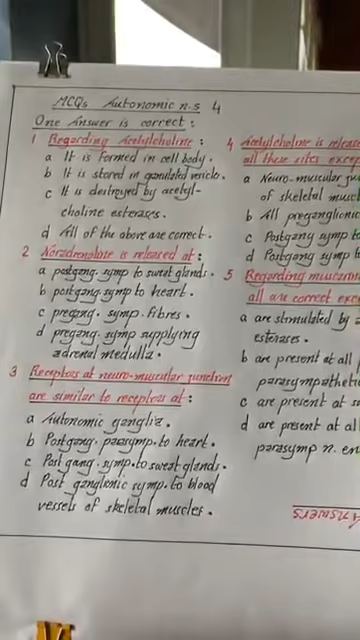 MCQs Autonomic n.s 4
One Answer is correct:
1 Regarding Acetylcholine:
a It is formed in cell body.
b It is stored in granulated vesicle.
c It is destroyed by acetyl-
choline esterases.
d All of the above are correct.
2 Noradrenaline is released at:
a postgang. symp to sweat glands.
b postgang. symp to heart.
c pregang. symp. fibres.
d pregang. symp supplying
adrenal medulla.
3 Receptors at neuro-muscular junction
are similar to receptors at:
a Autonomic ganglia.
b Postgang. parasymp. to heart.
c Post gang. symp. to sweat glands.
d Post ganglionic symp. to blood
vessels of skeletal muscles.
4 Acetylcholine is release
all these sites excep
a Neuro-muscular ju
of skeletal muscl
b All preganglionic
c Postgang symp to
d Postgang symp to
5 Regarding muscarin
all are correct exc
a are stimulated by
esterases.
b are present at all
parasympathetic
c are present at
d are present at all
parasymp n. en
Answers